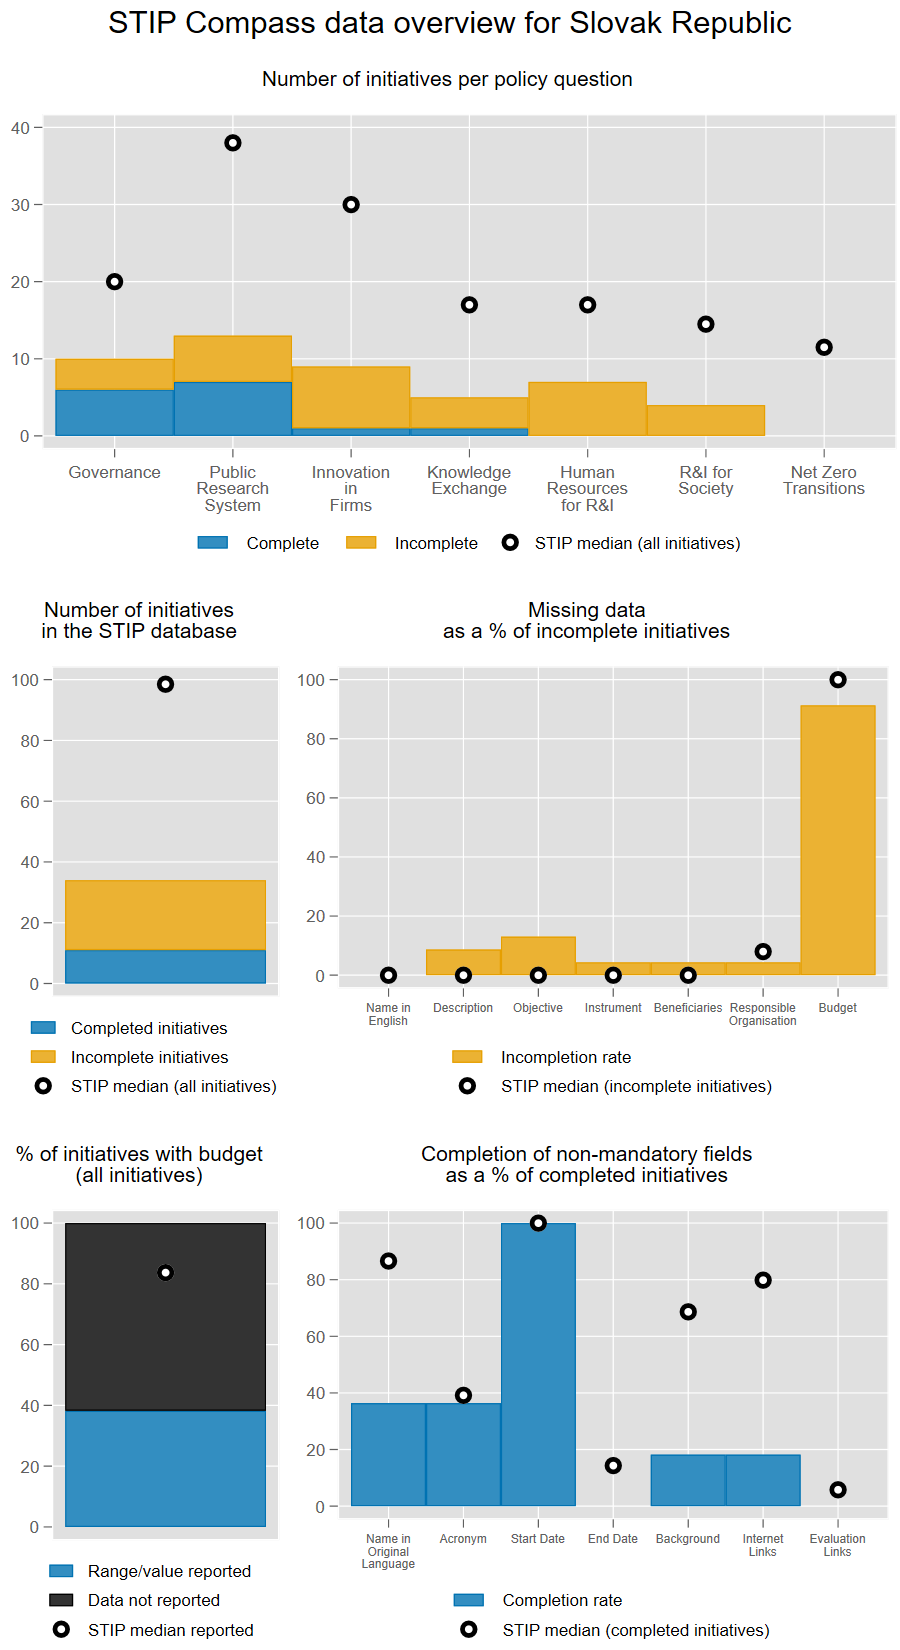 STIP Compass data overview for Slovak Republic
Number of initiatives per policy question
40
30
20
10
0
Governance
Public
Research
System
Innovation
in
Firms
Knowledge
Exchange
Human
Resources
for R&I
R&I for
Society
Net Zero
Transitions
Complete
Incomplete
STIP median (all initiatives)
Number of initiatives
in the STIP database
100
80
60
40
20
0
Completed initiatives
Incomplete initiatives
STIP median (all initiatives)
Missing data
as a % of incomplete initiatives
100
80
60
40
20
0
Name in
English
Description
Objective
Instrument
Beneficiaries
Responsible
Organisation
Budget
Incompletion rate
STIP median (incomplete initiatives)
% of initiatives with budget
(all initiatives)
100
80
60
40
20
0
Range/value reported
Data not reported
STIP median reported
Completion of non-mandatory fields
as a % of completed initiatives
100
80
60
40
20
0
Name in
Original
Language
Acronym
Start Date
End Date
Background
Internet
Links
Evaluation
Links
Completion rate
STIP median (completed initiatives)